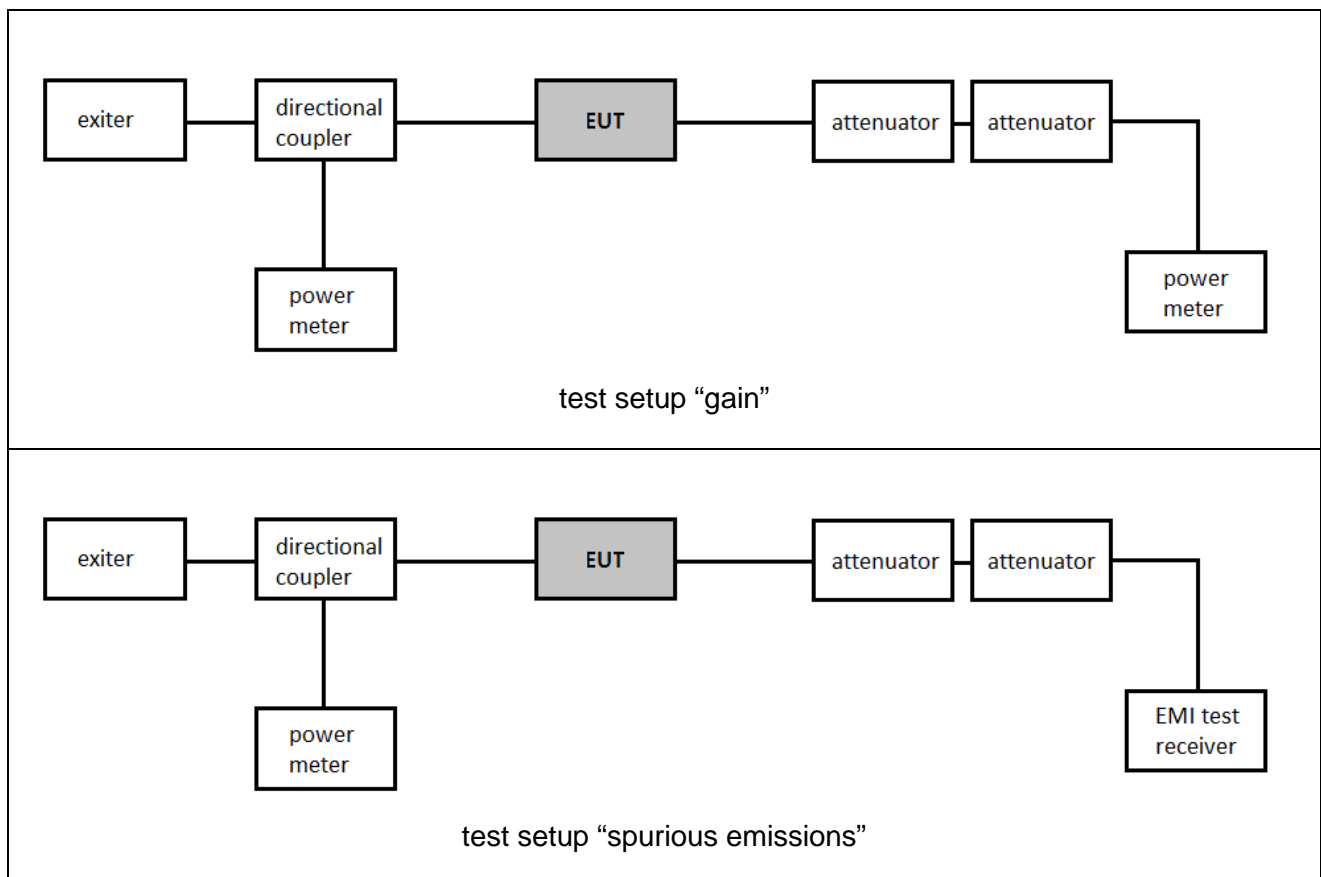 exiter
directional
coupler
EUT
attenuator
attenuator
power
meter
power
meter
test setup “gain”
exiter
directional
coupler
EUT
attenuator
attenuator
power
meter
EMI test
receiver
test setup “spurious emissions”